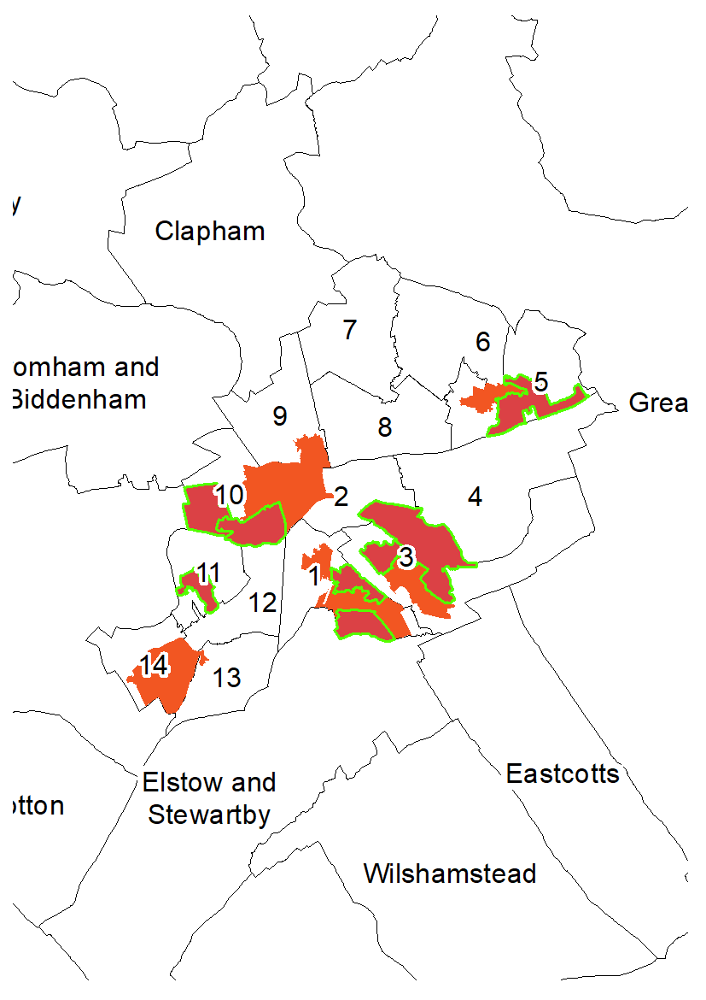 y
Clapham
7
6
omham and
Biddenham
5
Grea
9
8
10
2
4
3
11
1
12
14
13
Elstow and
Stewartby
Eastcotts
otton
Wilshamstead